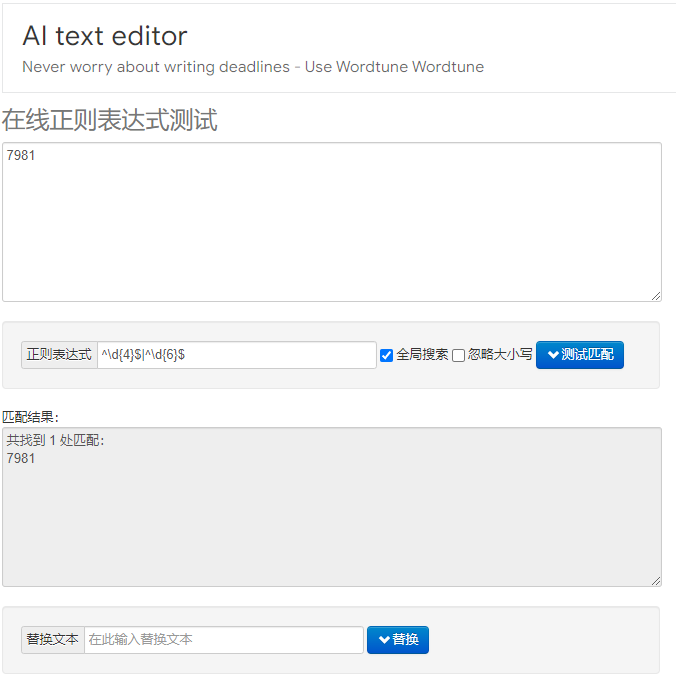 AI text editor
Never worry about writing deadlines - Use Wordtune Wordtune
在线正则表达式测试
7981
正则表达式 ^\d{4}$|^\d{6}$ 全局搜索 忽略大小写 测试匹配
匹配结果:
共找到 1 处匹配:
7981
替换文本 在此输入替换文本 替换